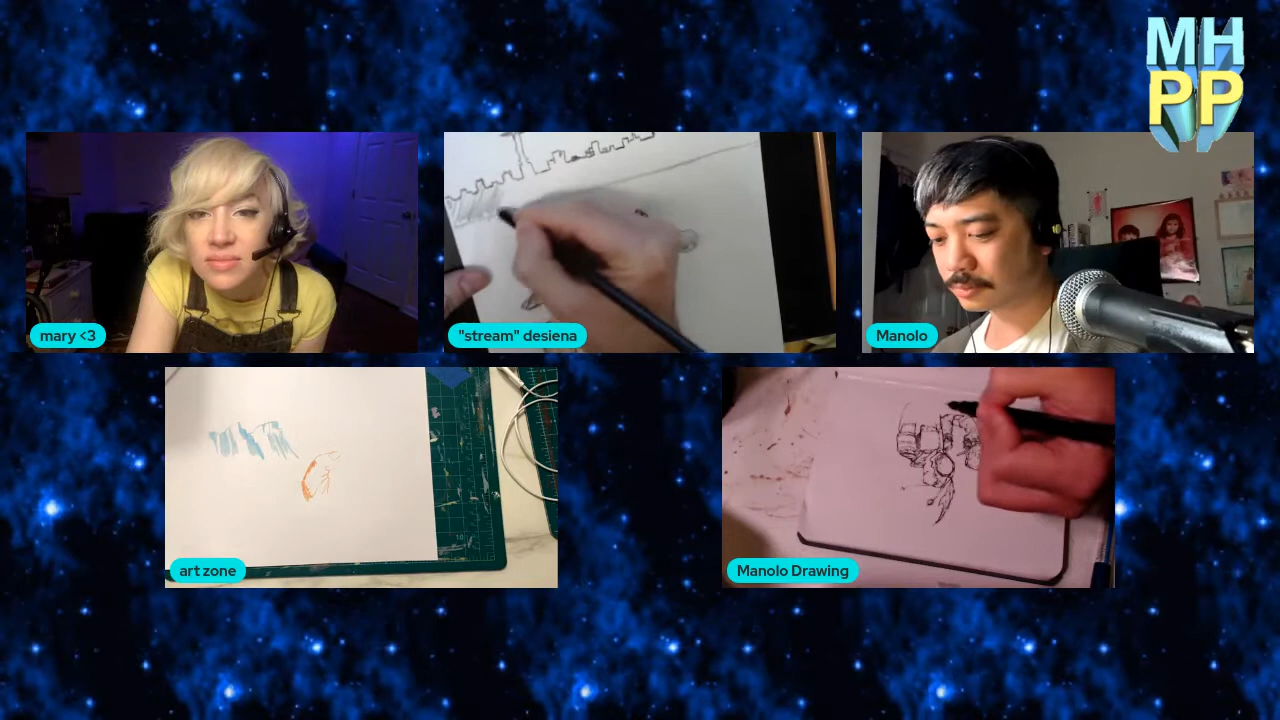 MH
PP
mary <3
"stream" desiena
Manolo
art zone
Manolo Drawing